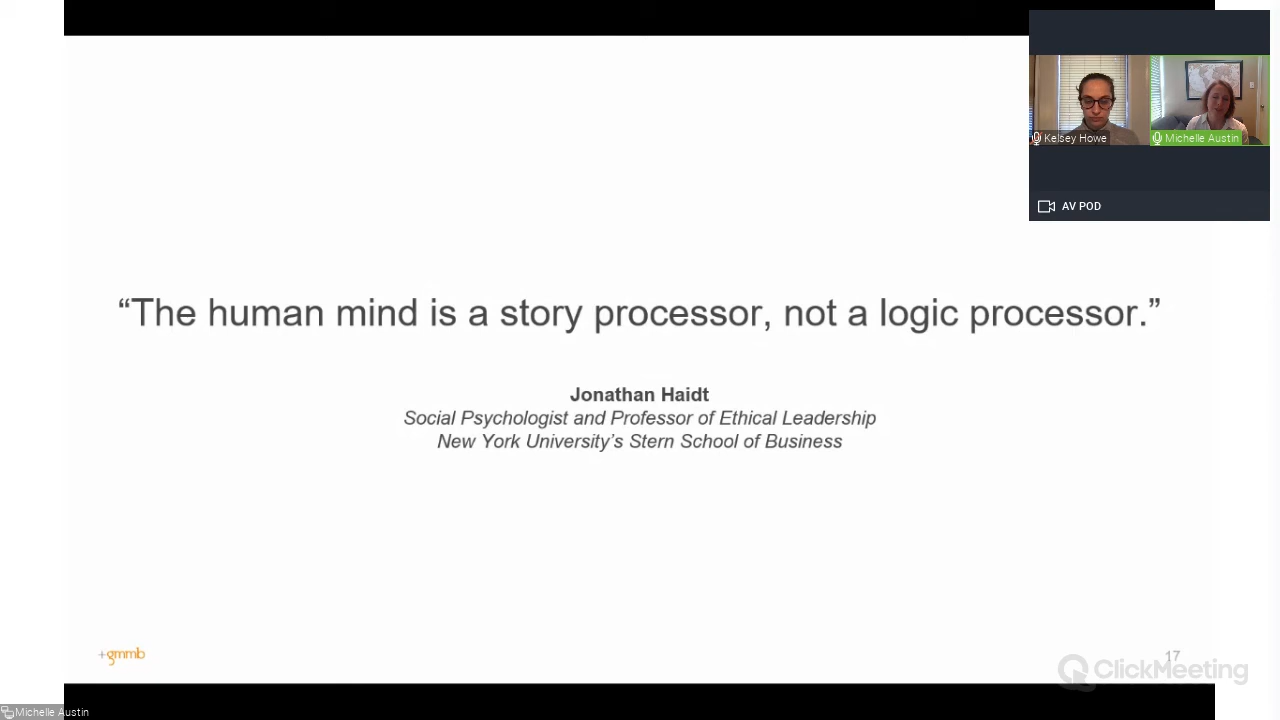 Kelsey Howe
Michelle Austin
AV POD
“The human mind is a story processor, not a logic processor.”
Jonathan Haidt
Social Psychologist and Professor of Ethical Leadership
New York University’s Stern School of Business
+gmmb
17
ClickMeeting
Michelle Austin